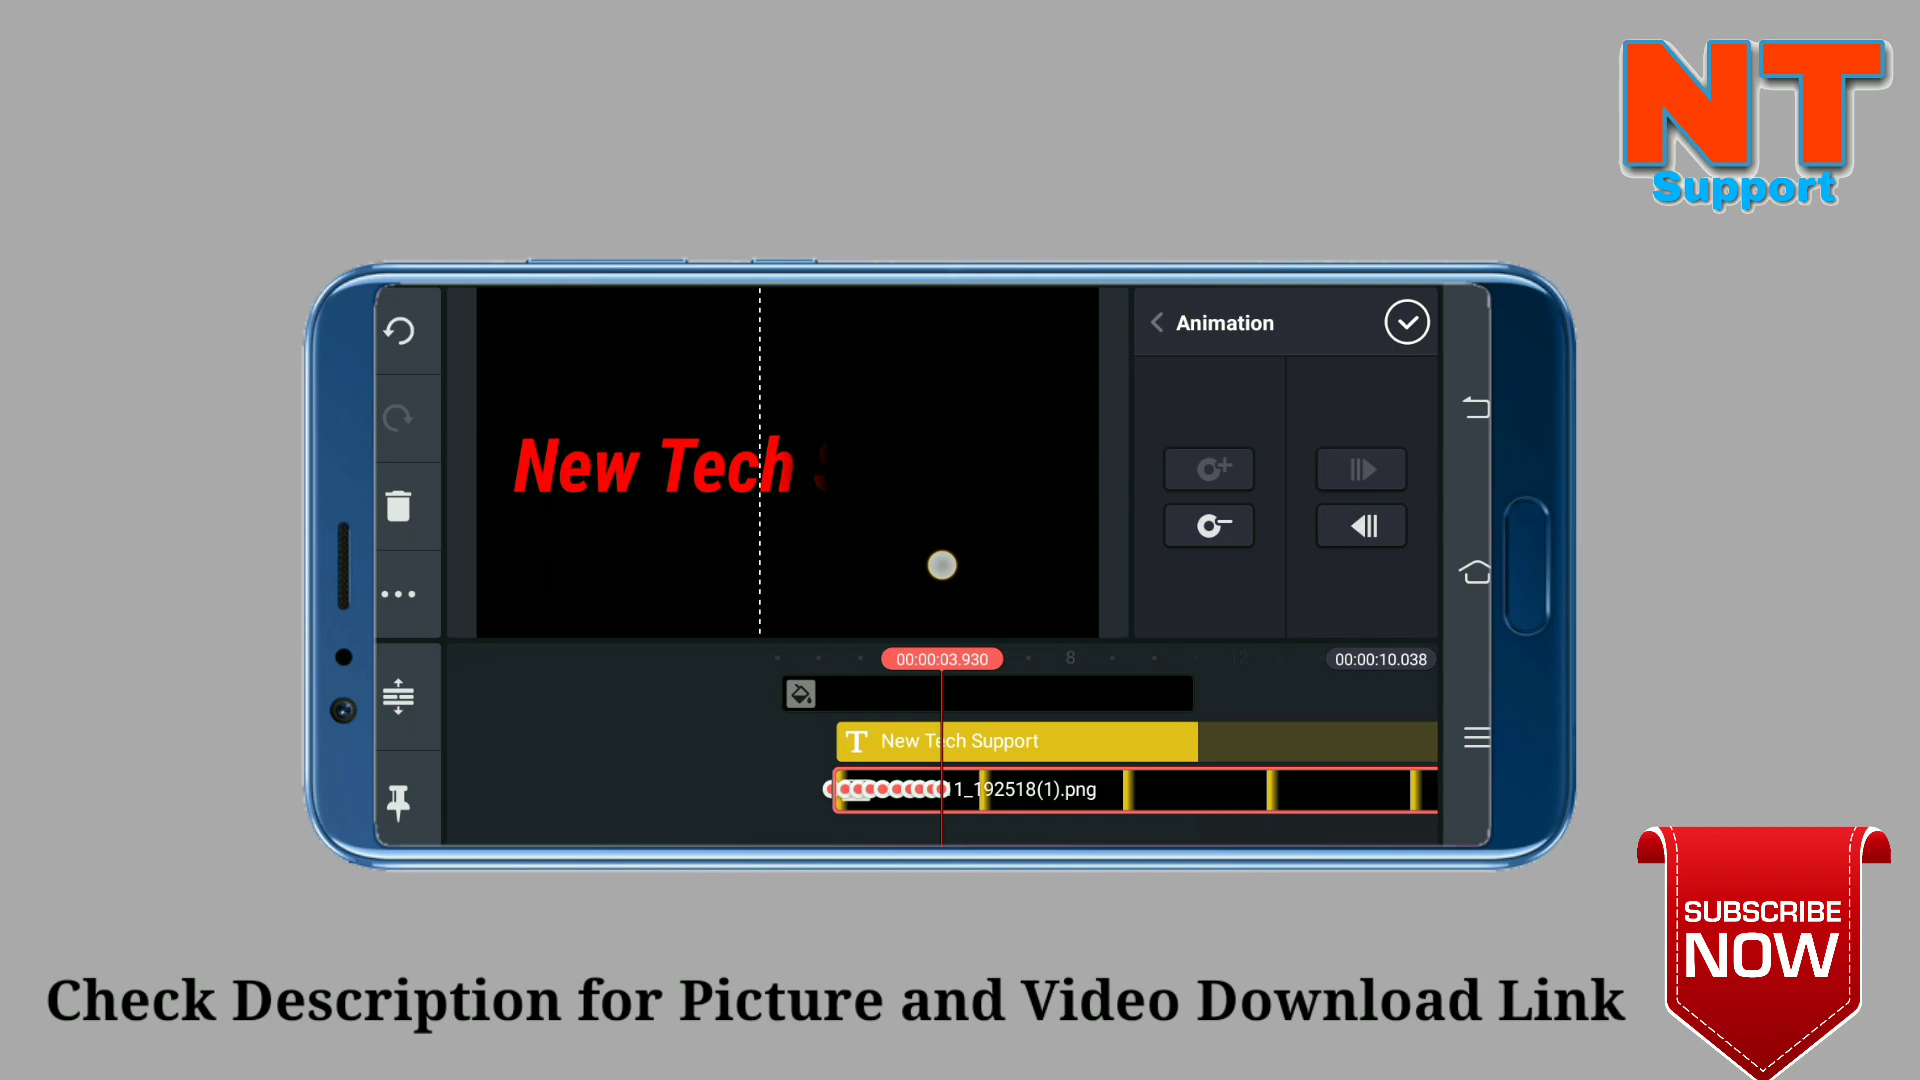 NT
Support
Animation
New Tech S
00:00:03.930
8
12
00:00:10.038
T New Tech Support
1_192518(1).png
SUBSCRIBE
NOW
Check Description for Picture and Video Download Link